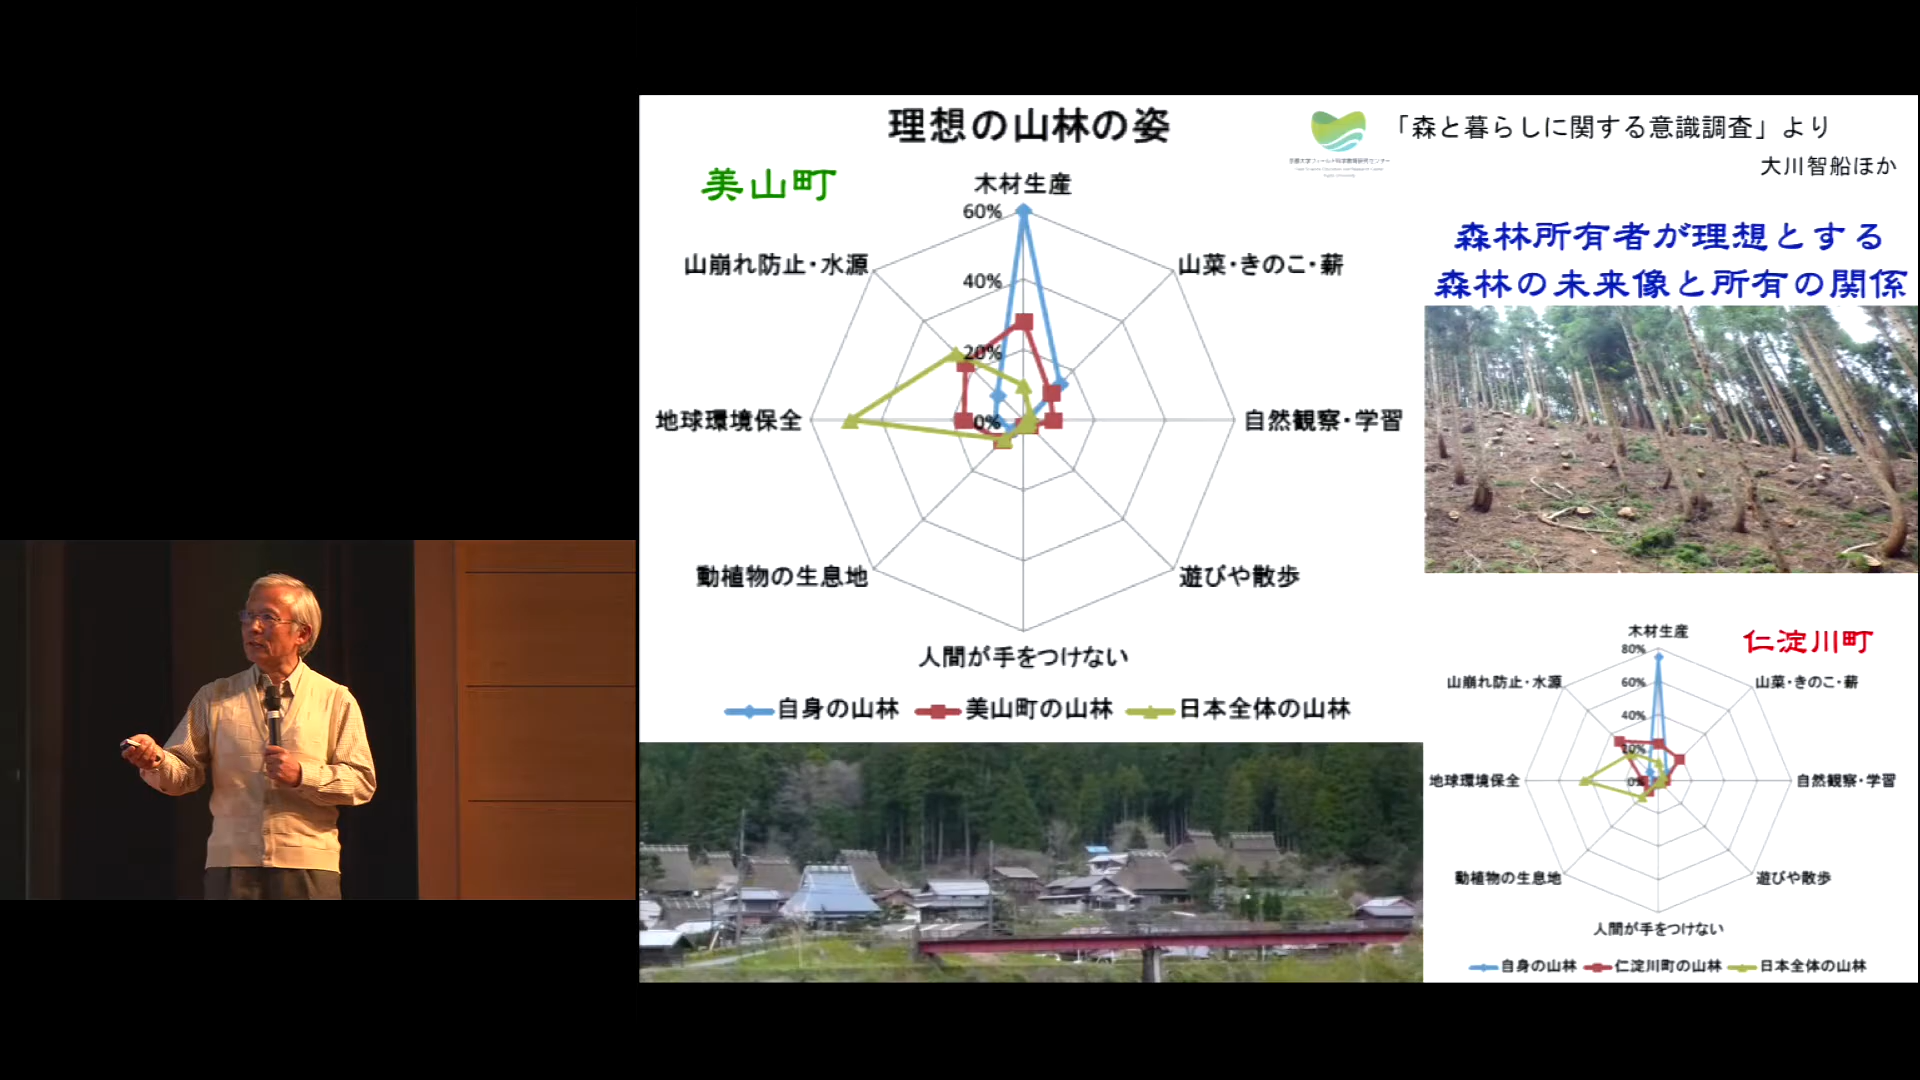 理想の山林の姿
「森と暮らしに関する意識調査」より
大川智船ほか
美山町
木材生産
60%
40%
20%
0%
山崩れ防止・水源
山菜・きのこ・薪
地球環境保全
自然観察・学習
動植物の生息地
遊びや散歩
人間が手をつけない
自身の山林
美山町の山林
日本全体の山林
森林所有者が理想とする
森林の未来像と所有の関係
仁淀川町
木材生産
80%
60%
40%
20%
0%
山崩れ防止・水源
山菜・きのこ・薪
地球環境保全
自然観察・学習
動植物の生息地
遊びや散歩
人間が手をつけない
自身の山林
仁淀川町の山林
日本全体の山林